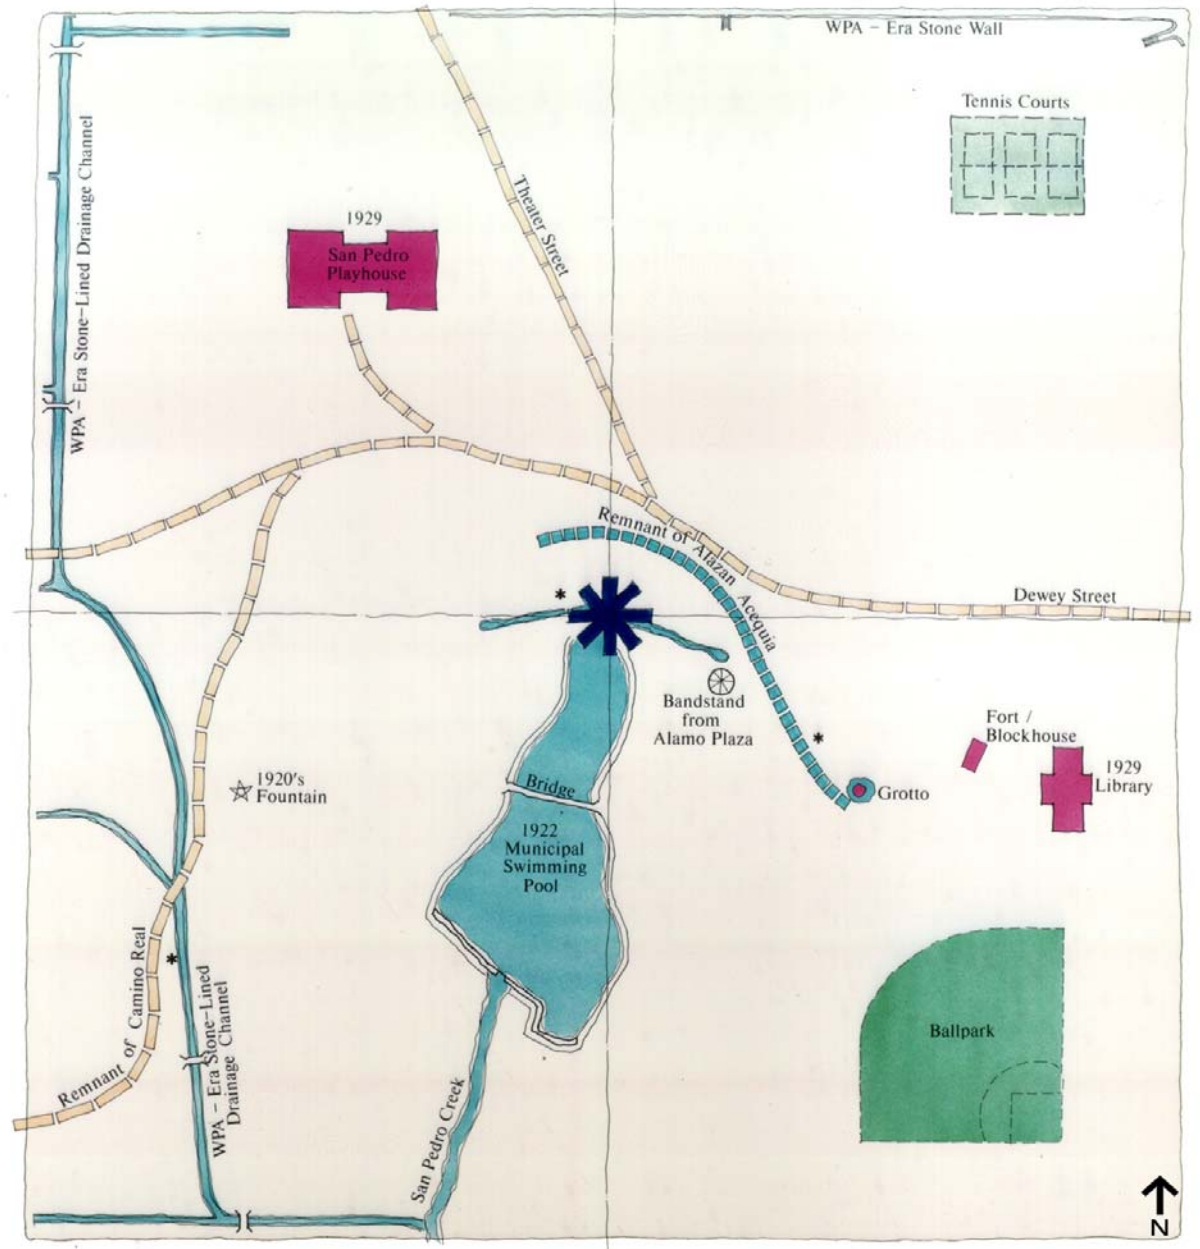 WPA – Era Stone Wall
Tennis Courts
WPA – Era Stone–Lined Drainage Channel
Theater Street
1929
San Pedro
Playhouse
Remnant of Alazan Acequia
*
Dewey Street
Bandstand
from
Alamo Plaza
*
Fort /
Blockhouse
1929
Library
Grotto
1920's
Fountain
Bridge
1922
Municipal
Swimming
Pool
Remnant of Camino Real
*
WPA – Era Stone–Lined
Drainage Channel
Ballpark
San Pedro Creek
N